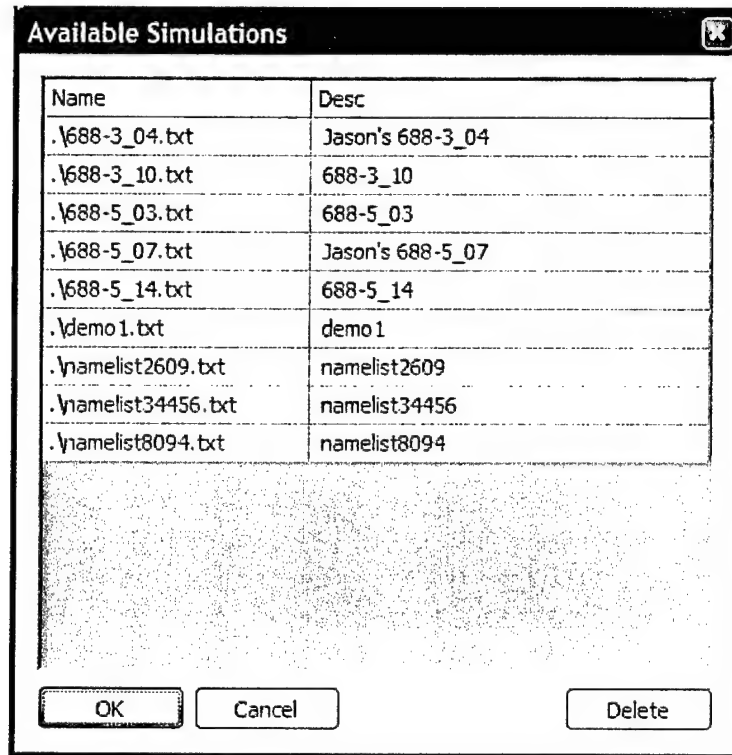 Available Simulations
Name Desc
.\688-3_04.txt Jason's 688-3_04
.\688-3_10.txt 688-3_10
.\688-5_03.txt 688-5_03
.\688-5_07.txt Jason's 688-5_07
.\688-5_14.txt 688-5_14
.\demo1.txt demo1
.\namelist2609.txt namelist2609
.\namelist34456.txt namelist34456
.\namelist8094.txt namelist8094
OK Cancel Delete